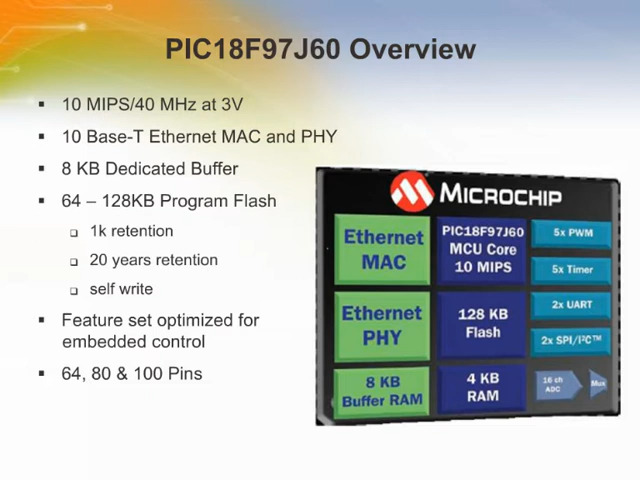 PIC18F97J60 Overview
10 MIPS/40 MHz at 3V
10 Base-T Ethernet MAC and PHY
8 KB Dedicated Buffer
64 – 128KB Program Flash
1k retention
20 years retention
self write
Feature set optimized for
embedded control
64, 80 & 100 Pins
MICROCHIP
Ethernet
MAC
PIC18F97J60
MCU Core
10 MIPS
5x PWM
5x Timer
Ethernet
PHY
128 KB
Flash
2x UART
2x SPI/I²C™
8 KB
Buffer RAM
4 KB
RAM
16 ch
ADC
Mux